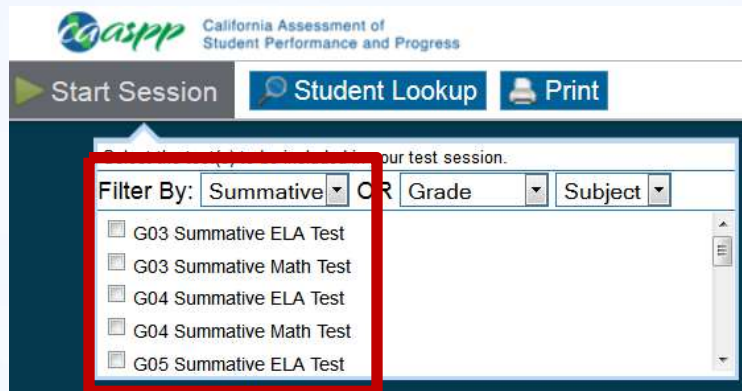 caaspp California Assessment of
Student Performance and Progress
Start Session Student Lookup Print
Select the test(s) to be included in your test session.
Filter By: Summative OR Grade Subject
G03 Summative ELA Test
G03 Summative Math Test
G04 Summative ELA Test
G04 Summative Math Test
G05 Summative ELA Test